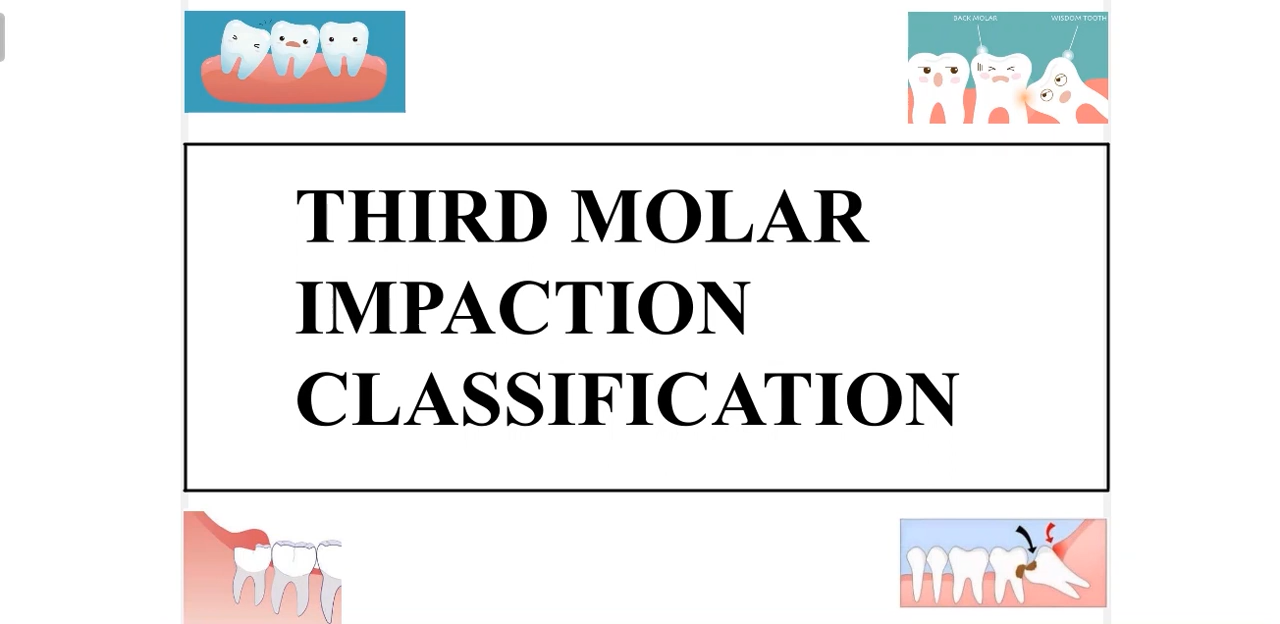 BACK MOLAR
WISDOM TOOTH
THIRD MOLAR
IMPACTION
CLASSIFICATION